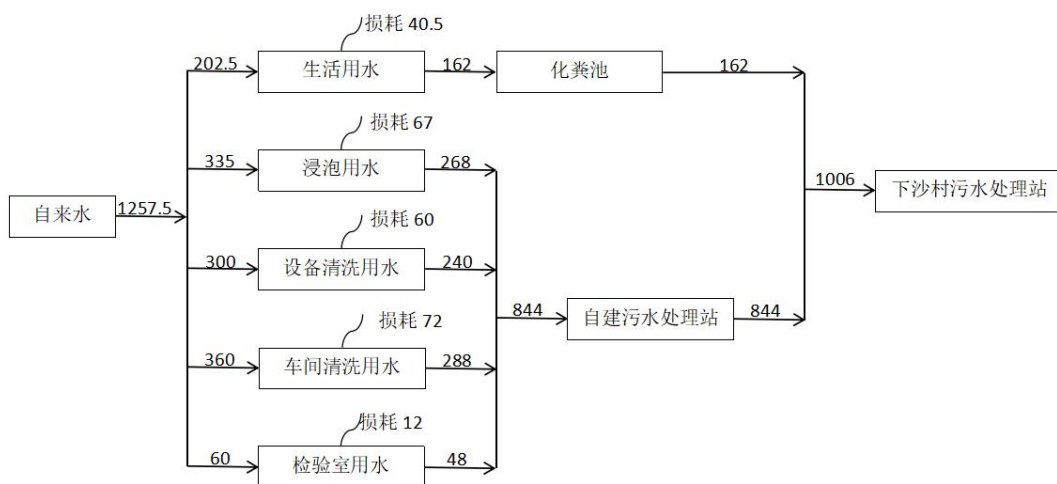 损耗 40.5
202.5
生活用水
162
化粪池
162
损耗 67
335
浸泡用水
268
自来水
1257.5
1006
下沙村污水处理站
损耗 60
300
设备清洗用水
240
844
自建污水处理站
844
损耗 72
360
车间清洗用水
288
损耗 12
60
检验室用水
48